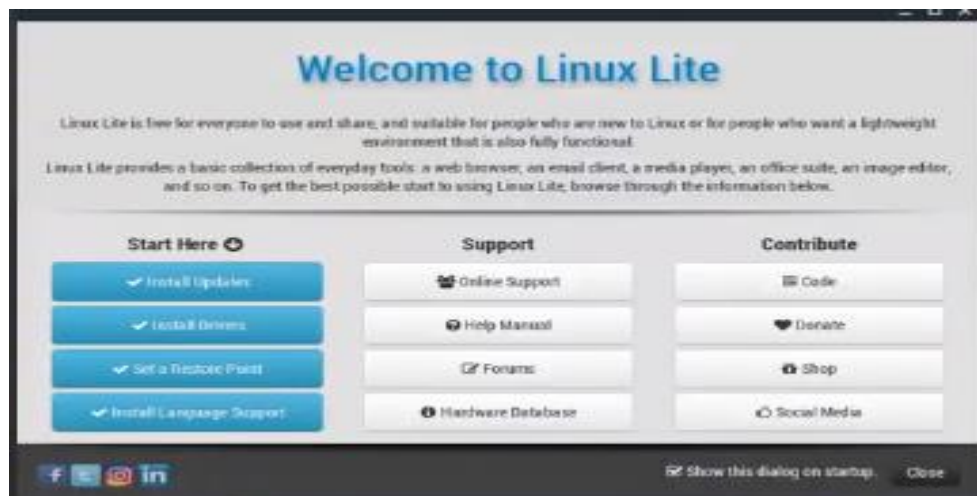 Welcome to Linux Lite
Linux Lite is free for everyone to use and share, and suitable for people who are new to Linux or for people who want a lightweight
environment that is also fully functional
Linux Lite provides a basic collection of everyday tools: a web browser, an email client, a media player, an office suite, an image editor,
and so on. To get the best possible start to using Linux Lite, browse through the information below.
Start Here
Support
Contribute
Install Updates
Online Support
Code
Install Drivers
Help Manual
Donate
Set a Restore Point
Forums
Shop
Install Language Support
Hardware Database
Social Media
f
in
Show this dialog on startup.
Close